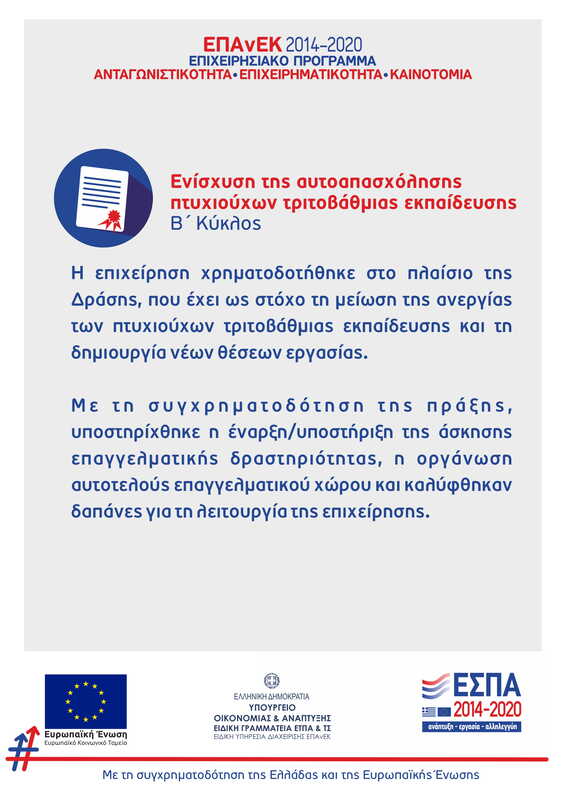 ΕΠΑνΕΚ 2014-2020
ΕΠΙΧΕΙΡΗΣΙΑΚΟ ΠΡΟΓΡΑΜΜΑ
ΑΝΤΑΓΩΝΙΣΤΙΚΟΤΗΤΑ•ΕΠΙΧΕΙΡΗΜΑΤΙΚΟΤΗΤΑ•ΚΑΙΝΟΤΟΜΙΑ
Ενίσχυση της αυτοαπασχόλησης
πτυχιούχων τριτοβάθμιας εκπαίδευσης
Β΄ Κύκλος
Η επιχείρηση χρηματοδοτήθηκε στο πλαίσιο της
Δράσης, που έχει ως στόχο τη μείωση της ανεργίας
των πτυχιούχων τριτοβάθμιας εκπαίδευσης και τη
δημιουργία νέων θέσεων εργασίας.
Με τη συγχρηματοδότηση της πράξης,
υποστηρίχθηκε η έναρξη/υποστήριξη της άσκησης
επαγγελματικής δραστηριότητας, η οργάνωση
αυτοτελούς επαγγελματικού χώρου και καλύφθηκαν
δαπάνες για τη λειτουργία της επιχείρησης.
Ευρωπαϊκή Ένωση
Ευρωπαϊκό Κοινωνικό Ταμείο
ΕΛΛΗΝΙΚΗ ΔΗΜΟΚΡΑΤΙΑ
ΥΠΟΥΡΓΕΙΟ
ΟΙΚΟΝΟΜΙΑΣ & ΑΝΑΠΤΥΞΗΣ
ΕΙΔΙΚΗ ΓΡΑΜΜΑΤΕΙΑ ΕΤΠΑ & ΤΣ
ΕΙΔΙΚΗ ΥΠΗΡΕΣΙΑ ΔΙΑΧΕΙΡΙΣΗΣ ΕΠΑνΕΚ
ΕΣΠΑ
2014-2020
ανάπτυξη - εργασία - αλληλεγγύη
Με τη συγχρηματοδότηση της Ελλάδας και της Ευρωπαϊκής Ένωσης